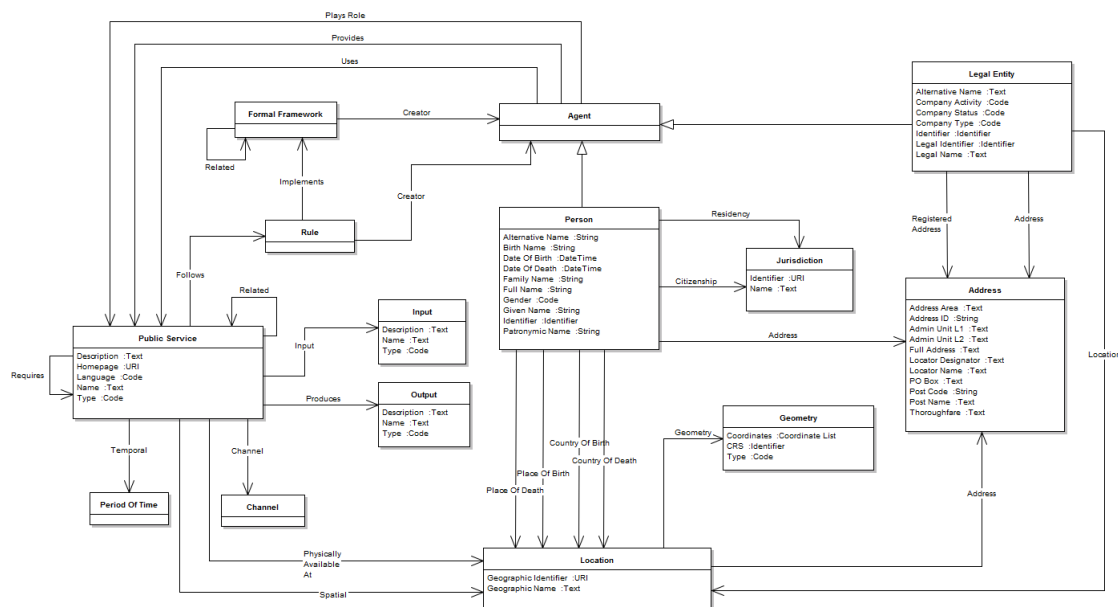 Plays Role
Provides
Uses
Formal Framework
Creator
Agent
Related
Implements
Creator
Rule
Follows
Related
Legal Entity
Alternative Name :Text
Company Activity :Code
Company Status :Code
Company Type :Code
Identifier :Identifier
Legal Identifier :Identifier
Legal Name :Text
Registered
Address
Address
Location
Person
Alternative Name :String
Birth Name :String
Date Of Birth :DateTime
Date Of Death :DateTime
Family Name :String
Full Name :String
Gender :Code
Given Name :String
Identifier :Identifier
Patronymic Name :String
Residency
Citizenship
Address
Jurisdiction
Identifier :URI
Name :Text
Address
Address Area :Text
Address ID :String
Admin Unit L1 :Text
Admin Unit L2 :Text
Full Address :Text
Locator Designator :Text
Locator Name :Text
PO Box :Text
Post Code :String
Post Name :Text
Thoroughfare :Text
Public Service
Description :Text
Homepage :URI
Language :Code
Name :Text
Type :Code
Requires
Input
Input
Description :Text
Name :Text
Type :Code
Produces
Output
Description :Text
Name :Text
Type :Code
Temporal
Channel
Period Of Time
Channel
Physically
Available
At
Spatial
Country Of Birth
Place Of Birth
Country Of Death
Place Of Death
Geometry
Geometry
Coordinates :Coordinate List
CRS :Identifier
Type :Code
Address
Location
Geographic Identifier :URI
Geographic Name :Text